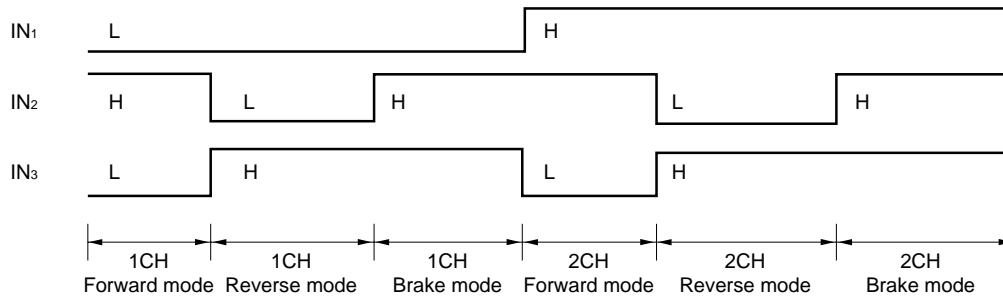 IN1 L H
IN2 H L H L H
IN3 L H L H
1CH 1CH 1CH 2CH 2CH 2CH
Forward mode Reverse mode Brake mode Forward mode Reverse mode Brake mode